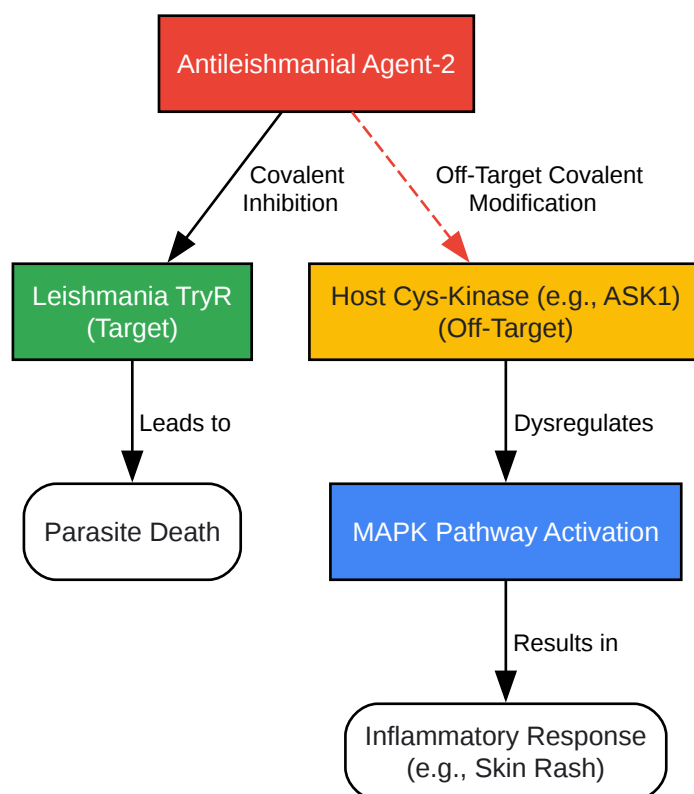 Antileishmanial Agent-2
Covalent
Inhibition
Off-Target Covalent
Modification
Leishmania TryR
(Target)
Host Cys-Kinase (e.g., ASK1)
(Off-Target)
Leads to
Dysregulates
Parasite Death
MAPK Pathway Activation
Results in
Inflammatory Response
(e.g., Skin Rash)